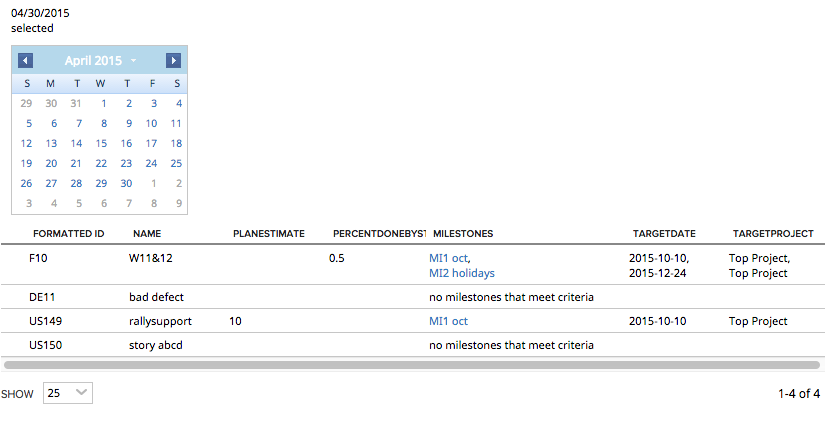 04/30/2015
selected
April 2015
S M T W T F S
29 30 31 1 2 3 4
5 6 7 8 9 10 11
12 13 14 15 16 17 18
19 20 21 22 23 24 25
26 27 28 29 30 1 2
3 4 5 6 7 8 9
FORMATTED ID NAME PLANESTIMATE PERCENTDONEBYST MILESTONES TARGETDATE TARGETPROJECT
F10 W11&12 0.5 MI1 oct, 2015-10-10, Top Project,
MI2 holidays 2015-12-24 Top Project
DE11 bad defect no milestones that meet criteria
US149 rallysupport 10 MI1 oct 2015-10-10 Top Project
US150 story abcd no milestones that meet criteria
SHOW 25 1-4 of 4